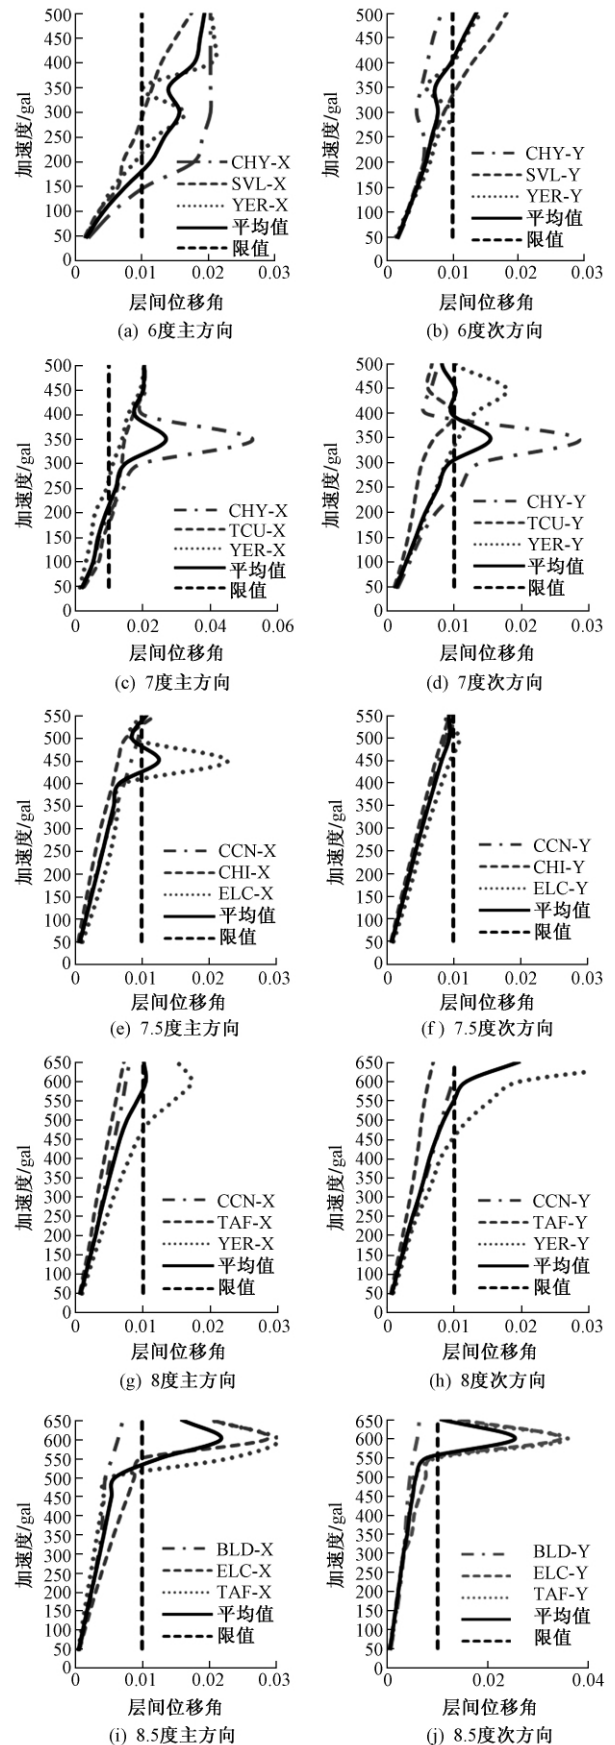 500
450
400
350
300
250
200
150
100
50
0
加速度/gal
CHY-X
SVL-X
YER-X
平均值
限值
0 0.01 0.02 0.03
层间位移角
(a) 6度主方向
500
450
400
350
300
250
200
150
100
50
0
加速度/gal
CHY-Y
SVL-Y
YER-Y
平均值
限值
0 0.01 0.02 0.03
层间位移角
(b) 6度次方向
500
450
400
350
300
250
200
150
100
50
0
加速度/gal
CHY-X
TCU-X
YER-X
平均值
限值
0 0.02 0.04 0.06
层间位移角
(c) 7度主方向
500
450
400
350
300
250
200
150
100
50
0
加速度/gal
CHY-Y
TCU-Y
YER-Y
平均值
限值
0 0.01 0.02 0.03
层间位移角
(d) 7度次方向
550
500
450
400
350
300
250
200
150
100
50
0
加速度/gal
CCN-X
CHI-X
ELC-X
平均值
限值
0 0.01 0.02 0.03
层间位移角
(e) 7.5度主方向
550
500
450
400
350
300
250
200
150
100
50
0
加速度/gal
CCN-Y
CHI-Y
ELC-Y
平均值
限值
0 0.01 0.02 0.03
层间位移角
(f) 7.5度次方向
650
600
550
500
450
400
350
300
250
200
150
100
50
0
加速度/gal
CCN-X
TAF-X
YER-X
平均值
限值
0 0.01 0.02 0.03
层间位移角
(g) 8度主方向
650
600
550
500
450
400
350
300
250
200
150
100
50
0
加速度/gal
CCN-Y
TAF-Y
YER-Y
平均值
限值
0 0.01 0.02 0.03
层间位移角
(h) 8度次方向
650
600
550
500
450
400
350
300
250
200
150
100
50
0
加速度/gal
BLD-X
ELC-X
TAF-X
平均值
限值
0 0.01 0.02 0.03
层间位移角
(i) 8.5度主方向
650
600
550
500
450
400
350
300
250
200
150
100
50
0
加速度/gal
BLD-Y
ELC-Y
TAF-Y
平均值
限值
0 0.02 0.04
层间位移角
(j) 8.5度次方向